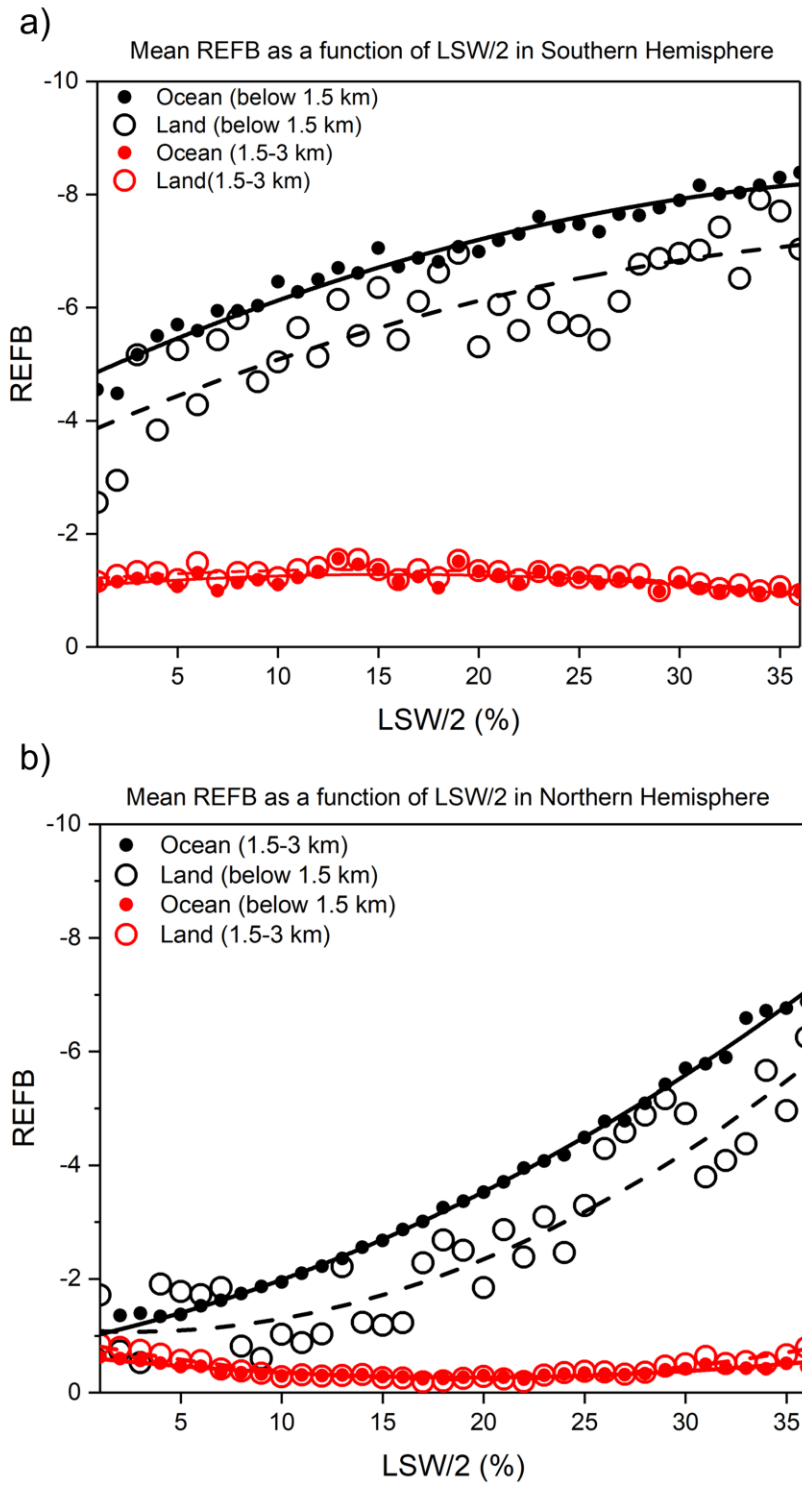 a)
Mean REFB as a function of LSW/2 in Southern Hemisphere
-10
Ocean (below 1.5 km)
Land (below 1.5 km)
Ocean (1.5-3 km)
Land(1.5-3 km)
-8
-6
REFB
-4
-2
0
5 10 15 20 25 30 35
LSW/2 (%)
b)
Mean REFB as a function of LSW/2 in Northern Hemisphere
-10
Ocean (1.5-3 km)
Land (below 1.5 km)
Ocean (below 1.5 km)
Land (1.5-3 km)
-8
-6
REFB
-4
-2
0
5 10 15 20 25 30 35
LSW/2 (%)